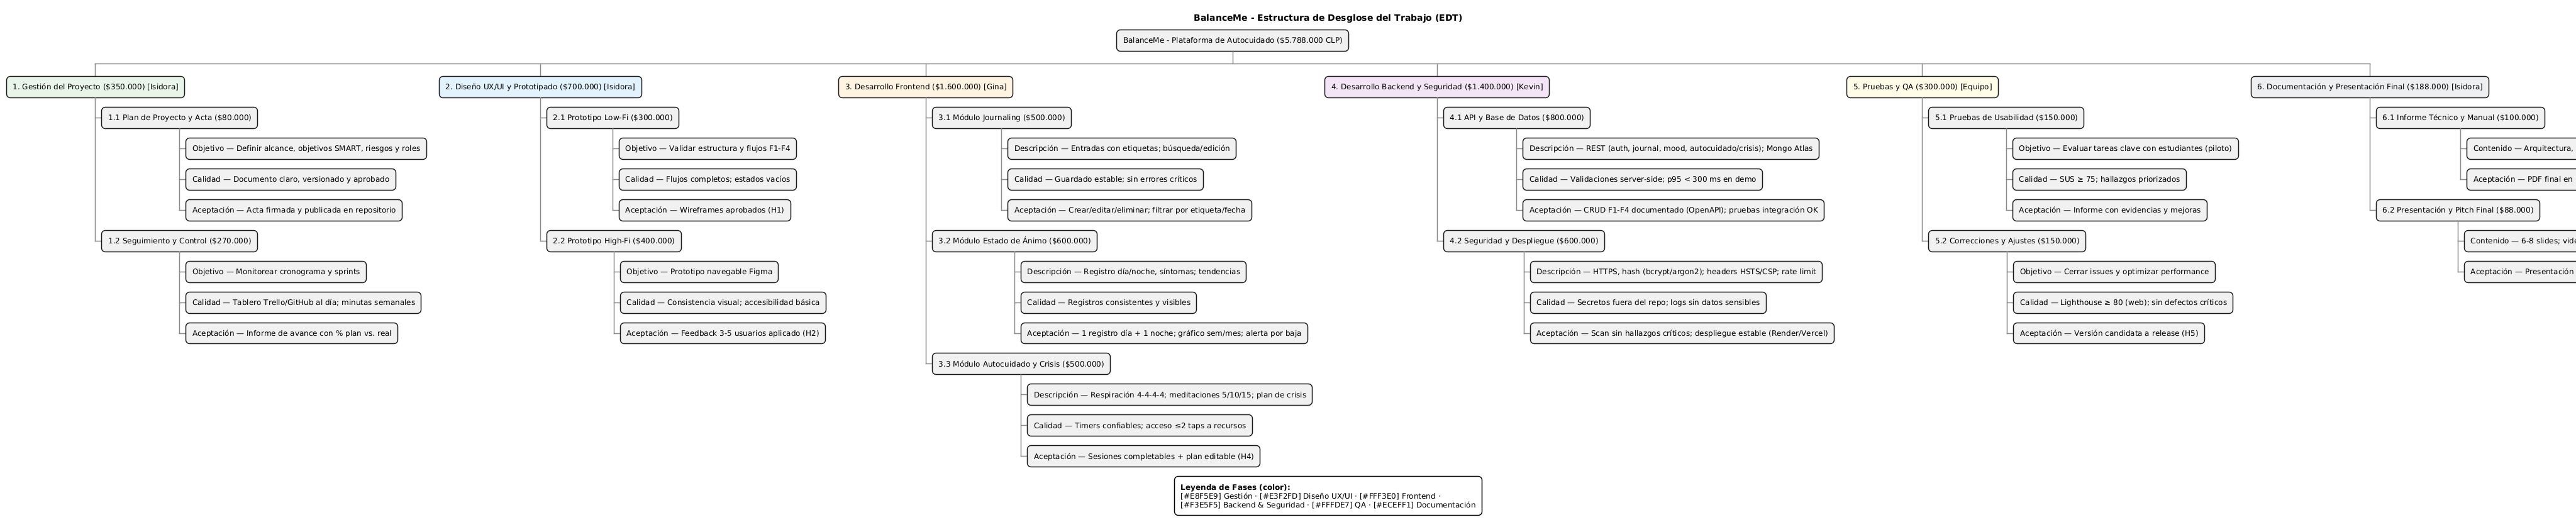 BalanceMe - Estructura de Desglose del Trabajo (EDT)
BalanceMe - Plataforma de Autocuidado ($5.788.000 CLP)
1. Gestión del Proyecto ($350.000) [Isidora]
1.1 Plan de Proyecto y Acta ($80.000)
Objetivo — Definir alcance, objetivos SMART, riesgos y roles
Calidad — Documento claro, versionado y aprobado
Aceptación — Acta firmada y publicada en repositorio
1.2 Seguimiento y Control ($270.000)
Objetivo — Monitorear cronograma y sprints
Calidad — Tablero Trello/GitHub al día; minutas semanales
Aceptación — Informe de avance con % plan vs. real
2. Diseño UX/UI y Prototipado ($700.000) [Isidora]
2.1 Prototipo Low-Fi ($300.000)
Objetivo — Validar estructura y flujos F1-F4
Calidad — Flujos completos; estados vacíos
Aceptación — Wireframes aprobados (H1)
2.2 Prototipo High-Fi ($400.000)
Objetivo — Prototipo navegable Figma
Calidad — Consistencia visual; accesibilidad básica
Aceptación — Feedback 3-5 usuarios aplicado (H2)
3. Desarrollo Frontend ($1.600.000) [Gina]
3.1 Módulo Journaling ($500.000)
Descripción — Entradas con etiquetas; búsqueda/edición
Calidad — Guardado estable; sin errores críticos
Aceptación — Crear/editar/eliminar; filtrar por etiqueta/fecha
3.2 Módulo Estado de Ánimo ($600.000)
Descripción — Registro día/noche, síntomas; tendencias
Calidad — Registros consistentes y visibles
Aceptación — 1 registro día + 1 noche; gráfico sem/mes; alerta por baja
3.3 Módulo Autocuidado y Crisis ($500.000)
Descripción — Respiración 4-4-4-4; meditaciones 5/10/15; plan de crisis
Calidad — Timers confiables; acceso ≤2 taps a recursos
Aceptación — Sesiones completables + plan editable (H4)
4. Desarrollo Backend y Seguridad ($1.400.000) [Kevin]
4.1 API y Base de Datos ($800.000)
Descripción — REST (auth, journal, mood, autocuidado/crisis); Mongo Atlas
Calidad — Validaciones server-side; p95 < 300 ms en demo
Aceptación — CRUD F1-F4 documentado (OpenAPI); pruebas integración OK
4.2 Seguridad y Despliegue ($600.000)
Descripción — HTTPS, hash (bcrypt/argon2); headers HSTS/CSP; rate limit
Calidad — Secretos fuera del repo; logs sin datos sensibles
Aceptación — Scan sin hallazgos críticos; despliegue estable (Render/Vercel)
5. Pruebas y QA ($300.000) [Equipo]
5.1 Pruebas de Usabilidad ($150.000)
Objetivo — Evaluar tareas clave con estudiantes (piloto)
Calidad — SUS ≥ 75; hallazgos priorizados
Aceptación — Informe con evidencias y mejoras
5.2 Correcciones y Ajustes ($150.000)
Objetivo — Cerrar issues y optimizar performance
Calidad — Lighthouse ≥ 80 (web); sin defectos críticos
Aceptación — Versión candidata a release (H5)
6. Documentación y Presentación Final ($188.000) [Isidora]
6.1 Informe Técnico y Manual ($100.000)
Contenido — Arquitectura,
Aceptación — PDF final en
6.2 Presentación y Pitch Final ($88.000)
Contenido — 6-8 slides;
Aceptación — Presentación
Leyenda de Fases (color):
[#E8F5E9] Gestión · [#E3F2FD] Diseño UX/UI · [#FFF3E0] Frontend ·
[#F3E5F5] Backend & Seguridad · [#FFFDE7] QA · [#ECEFF1] Documentación